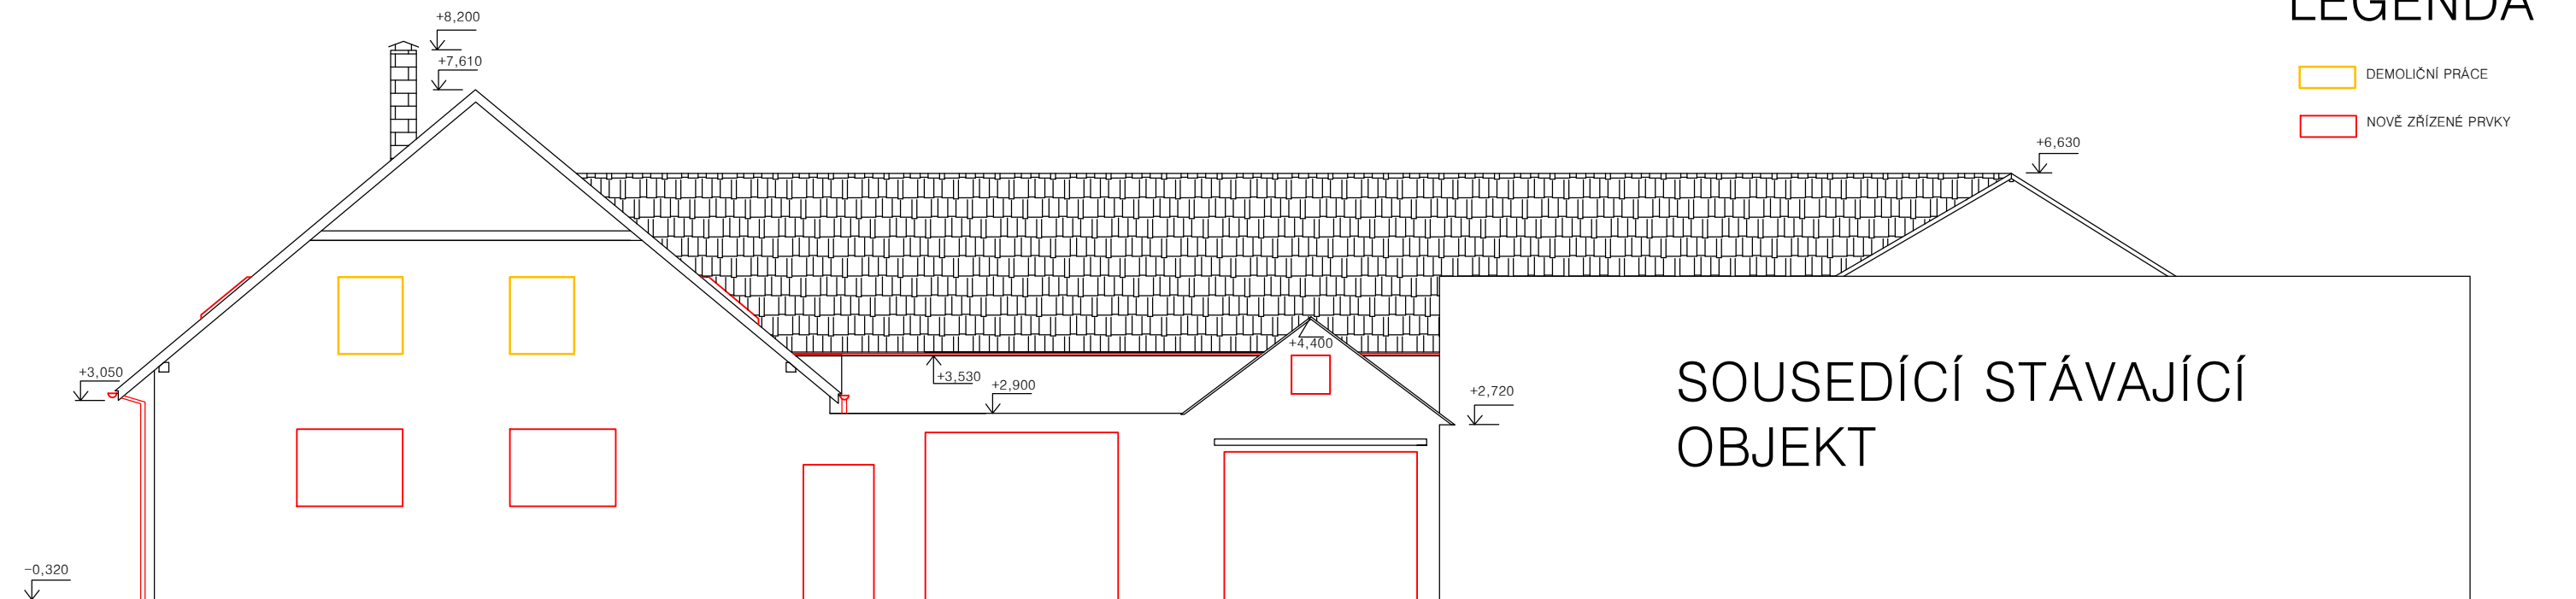 LEGENDA
+8,200
+7,610
DEMOLIČNÍ PRÁCE
NOVĚ ZŘÍZENÉ PRVKY
+6,630
+4,400
+3,050
+3,530
+2,900
+2,720
SOUSEDÍCÍ STÁVAJÍCÍ
OBJEKT
−0,320